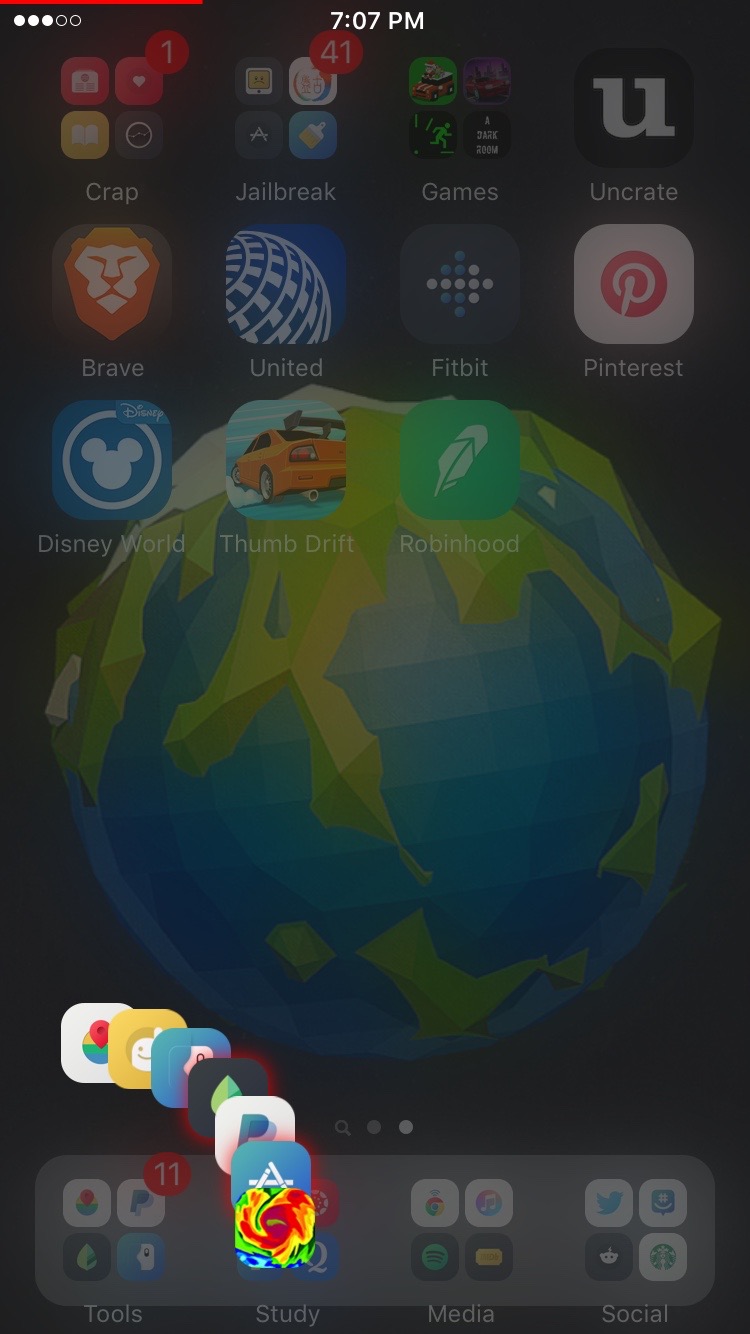 7:07 PM
1
41
A
DARK
ROOM
u
Crap
Jailbreak
Games
Uncrate
Brave
United
Fitbit
Pinterest
Disney
Disney World
Thumb Drift
Robinhood
11
Q
Tools
Study
Media
Social